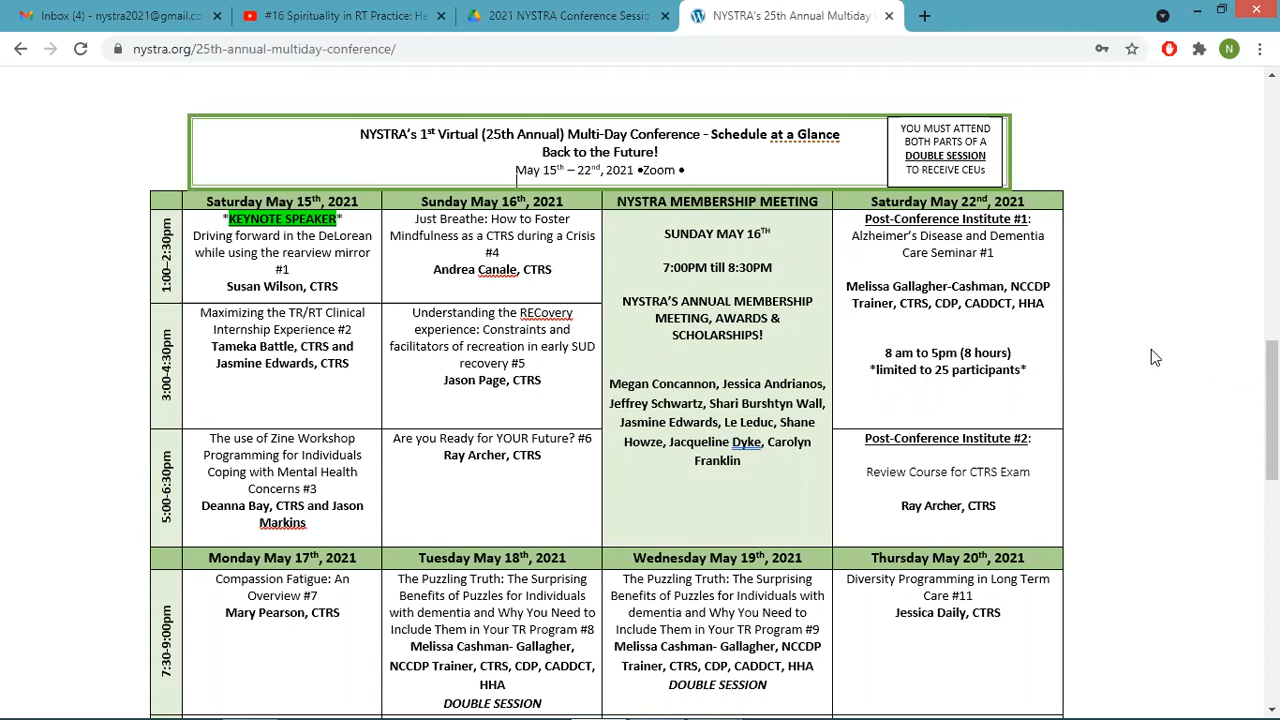 Inbox (4) - nystra2021@gmail.co
#16 Spirituality in RT Practice: He
2021 NYSTRA Conference Sessio
NYSTRA's 25th Annual Multiday
nystra.org/25th-annual-multiday-conference/
N
NYSTRA's 1st Virtual (25th Annual) Multi-Day Conference - Schedule at a Glance
Back to the Future!
May 15th – 22nd, 2021 •Zoom •
YOU MUST ATTEND
BOTH PARTS OF A
DOUBLE SESSION
TO RECEIVE CEUs
Saturday May 15th, 2021
Sunday May 16th, 2021
NYSTRA MEMBERSHIP MEETING
Saturday May 22nd, 2021
1:00–2:30pm
*KEYNOTE SPEAKER*
Driving forward in the DeLorean
while using the rearview mirror
#1
Susan Wilson, CTRS
Just Breathe: How to Foster
Mindfulness as a CTRS during a Crisis
#4
Andrea Canale, CTRS
SUNDAY MAY 16TH
7:00PM till 8:30PM
NYSTRA'S ANNUAL MEMBERSHIP
MEETING, AWARDS &
SCHOLARSHIPS!
Megan Concannon, Jessica Andrianos,
Jeffrey Schwartz, Shari Burshtyn Wall,
Jasmine Edwards, Le Leduc, Shane
Howze, Jacqueline Dyke, Carolyn
Franklin
Post-Conference Institute #1:
Alzheimer's Disease and Dementia
Care Seminar #1
Melissa Gallagher-Cashman, NCCDP
Trainer, CTRS, CDP, CADDCT, HHA
8 am to 5pm (8 hours)
*limited to 25 participants*
3:00-4:30pm
Maximizing the TR/RT Clinical
Internship Experience #2
Tameka Battle, CTRS and
Jasmine Edwards, CTRS
Understanding the RECovery
experience: Constraints and
facilitators of recreation in early SUD
recovery #5
Jason Page, CTRS
5:00-6:30pm
The use of Zine Workshop
Programming for Individuals
Coping with Mental Health
Concerns #3
Deanna Bay, CTRS and Jason
Markins
Are you Ready for YOUR Future? #6
Ray Archer, CTRS
Post-Conference Institute #2:
Review Course for CTRS Exam
Ray Archer, CTRS
Monday May 17th, 2021
Tuesday May 18th, 2021
Wednesday May 19th, 2021
Thursday May 20th, 2021
7:30-9:00pm
Compassion Fatigue: An
Overview #7
Mary Pearson, CTRS
The Puzzling Truth: The Surprising
Benefits of Puzzles for Individuals
with dementia and Why You Need to
Include Them in Your TR Program #8
Melissa Cashman- Gallagher,
NCCDP Trainer, CTRS, CDP, CADDCT,
HHA
DOUBLE SESSION
The Puzzling Truth: The Surprising
Benefits of Puzzles for Individuals with
dementia and Why You Need to
Include Them in Your TR Program #9
Melissa Cashman- Gallagher, NCCDP
Trainer, CTRS, CDP, CADDCT, HHA
DOUBLE SESSION
Diversity Programming in Long Term
Care #11
Jessica Daily, CTRS